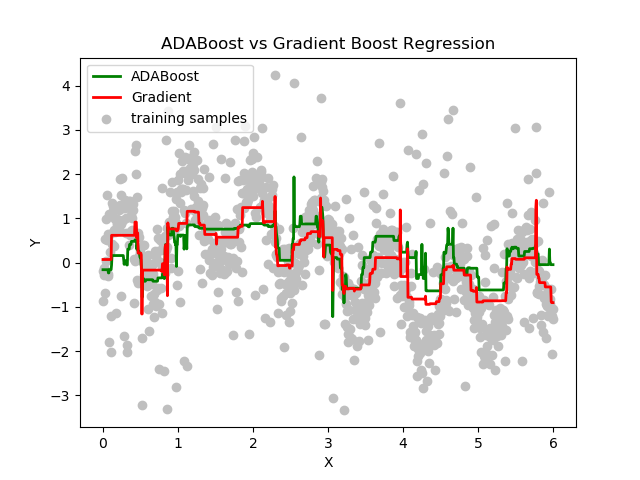 ADABoost vs Gradient Boost Regression
ADABoost
Gradient
training samples
Y
4
3
2
1
0
−1
−2
−3
0 1 2 3 4 5 6
X